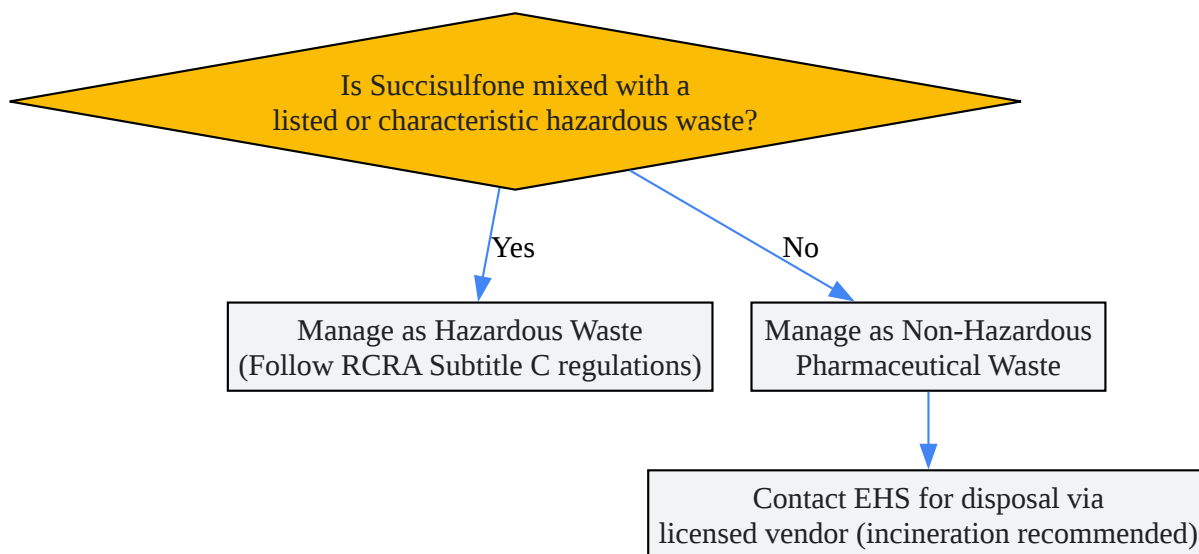 Is Succisulfone mixed with a
listed or characteristic hazardous waste?
Yes
No
Manage as Hazardous Waste
(Follow RCRA Subtitle C regulations)
Manage as Non-Hazardous
Pharmaceutical Waste
Contact EHS for disposal via
licensed vendor (incineration recommended)